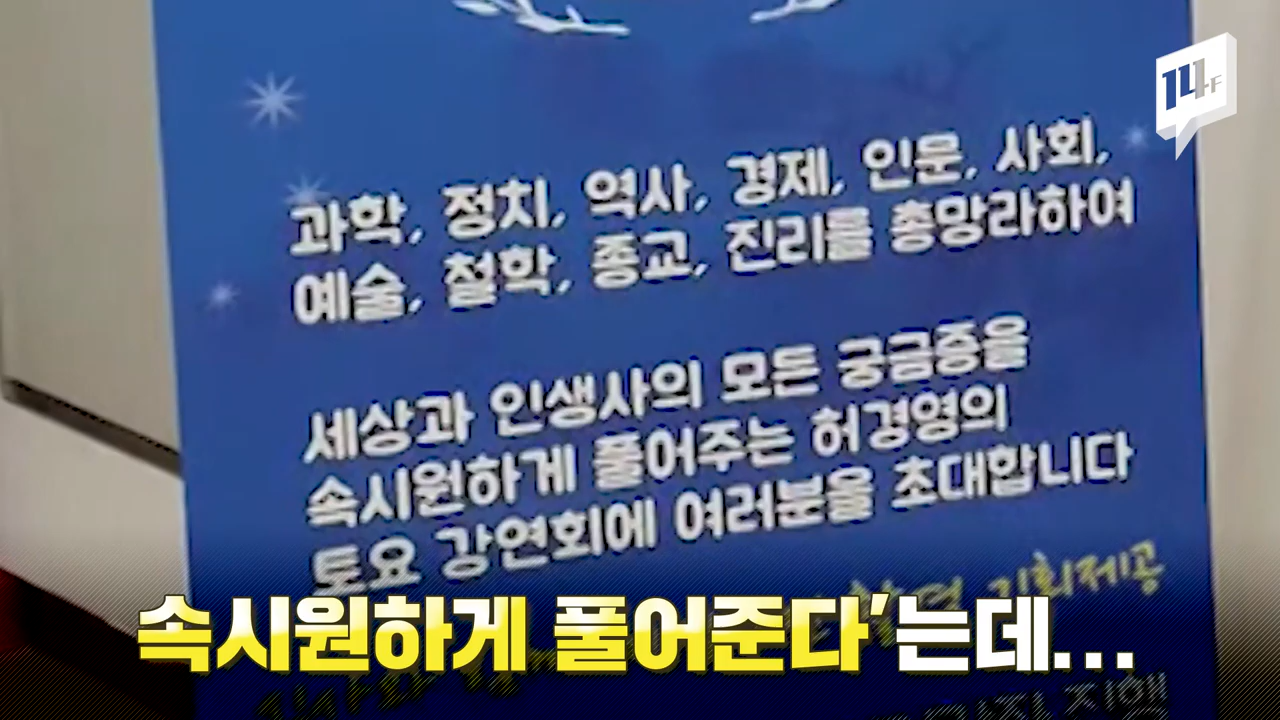 14F
과학, 정치, 역사, 경제, 인문, 사회,
예술, 철학, 종교, 진리를 총망라하여
세상과 인생사의 모든 궁금증을
속시원하게 풀어주는 허경영의
토요 강연회에 여러분을 초대합니다
속시원하게 풀어준다'는데...